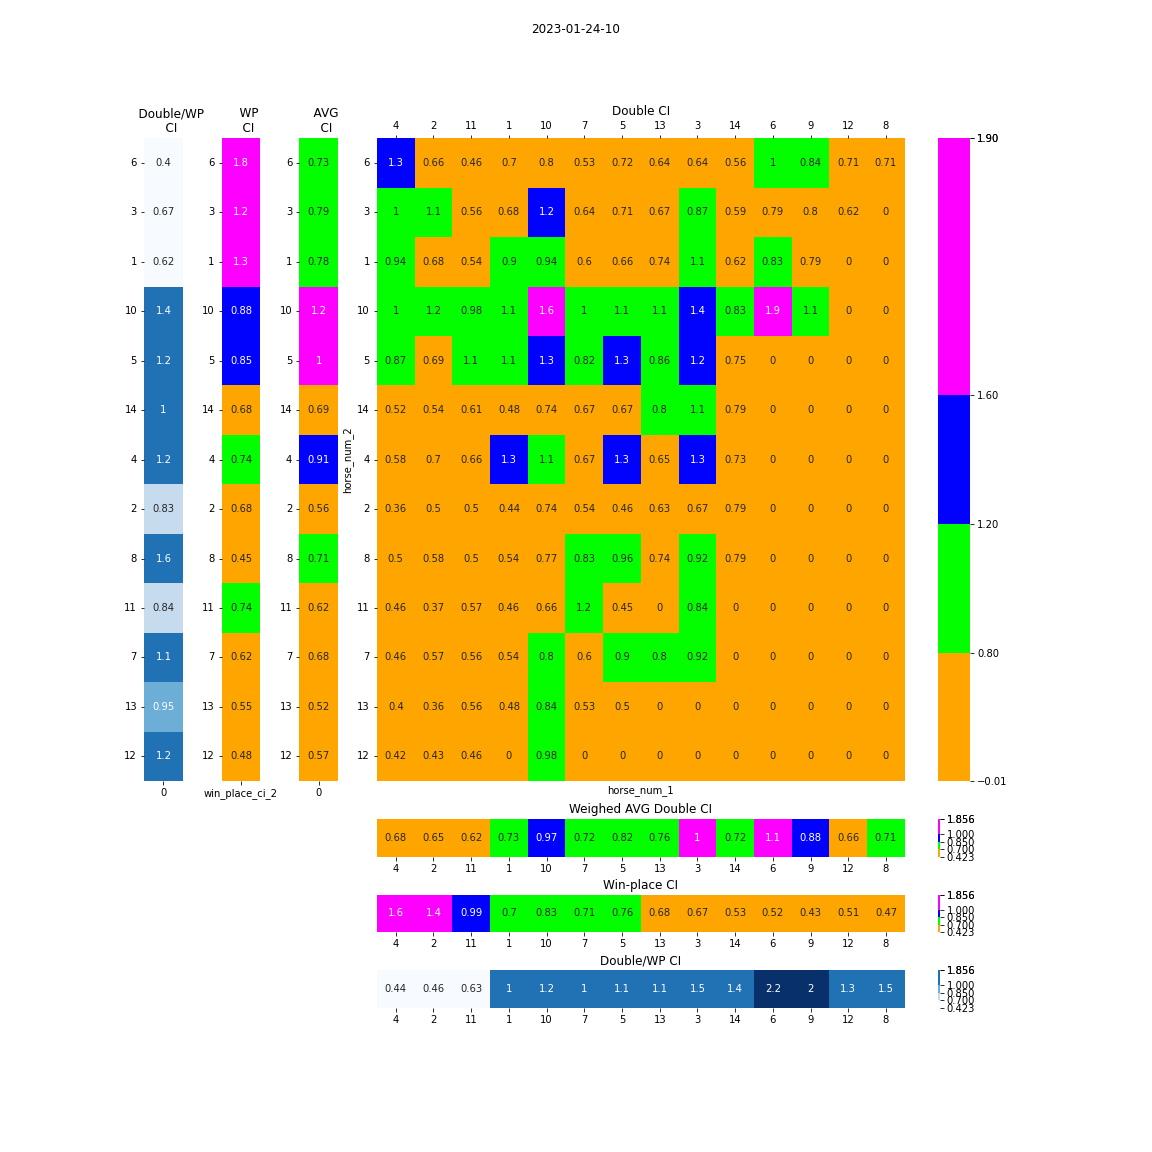 2023-01-24-10
Double/WP CI
WP CI
AVG CI
Double CI
4 2 11 1 10 7 5 13 3 14 6 9 12 8
6 0.4 6 1.8 6 0.73 6 1.3 0.66 0.46 0.7 0.8 0.53 0.72 0.64 0.64 0.56 1 0.84 0.71 0.71
3 0.67 3 1.2 3 0.79 3 1 1.1 0.56 0.68 1.2 0.64 0.71 0.67 0.87 0.59 0.79 0.8 0.62 0
1 0.62 1 1.3 1 0.78 1 0.94 0.68 0.54 0.9 0.94 0.6 0.66 0.74 1.1 0.62 0.83 0.79 0 0
10 1.4 10 0.88 10 1.2 10 1 1.2 0.98 1.1 1.6 1 1.1 1.1 1.4 0.83 1.9 1.1 0 0
5 1.2 5 0.85 5 1 5 0.87 0.69 1.1 1.1 1.3 0.82 1.3 0.86 1.2 0.75 0 0 0 0
14 1 14 0.68 14 0.69 14 0.52 0.54 0.61 0.48 0.74 0.67 0.67 0.8 1.1 0.79 0 0 0 0
4 1.2 4 0.74 4 0.91 4 0.58 0.7 0.66 1.3 1.1 0.67 1.3 0.65 1.3 0.73 0 0 0 0
2 0.83 2 0.68 2 0.56 2 0.36 0.5 0.5 0.44 0.74 0.54 0.46 0.63 0.67 0.79 0 0 0 0
8 1.6 8 0.45 8 0.71 8 0.5 0.58 0.5 0.54 0.77 0.83 0.96 0.74 0.92 0.79 0 0 0 0
11 0.84 11 0.74 11 0.62 11 0.46 0.37 0.57 0.46 0.66 1.2 0.45 0 0.84 0 0 0 0 0
7 1.1 7 0.62 7 0.68 7 0.46 0.57 0.56 0.54 0.8 0.6 0.9 0.8 0.92 0 0 0 0 0
13 0.95 13 0.55 13 0.52 13 0.4 0.36 0.56 0.48 0.84 0.53 0.5 0 0 0 0 0 0 0
12 1.2 12 0.48 12 0.57 12 0.42 0.43 0.46 0 0.98 0 0 0 0 0 0 0 0 0
horse_num_2
0 win_place_ci_2 0 horse_num_1
1.90
1.60
1.20
0.80
−0.01
Weighed AVG Double CI
0.68 0.65 0.62 0.73 0.97 0.72 0.82 0.76 1 0.72 1.1 0.88 0.66 0.71
4 2 11 1 10 7 5 13 3 14 6 9 12 8
1.856
1.000
0.850
0.700
0.423
Win-place CI
1.6 1.4 0.99 0.7 0.83 0.71 0.76 0.68 0.67 0.53 0.52 0.43 0.51 0.47
4 2 11 1 10 7 5 13 3 14 6 9 12 8
1.856
1.000
0.850
0.700
0.423
Double/WP CI
0.44 0.46 0.63 1 1.2 1 1.1 1.1 1.5 1.4 2.2 2 1.3 1.5
4 2 11 1 10 7 5 13 3 14 6 9 12 8
1.856
1.000
0.850
0.700
0.423